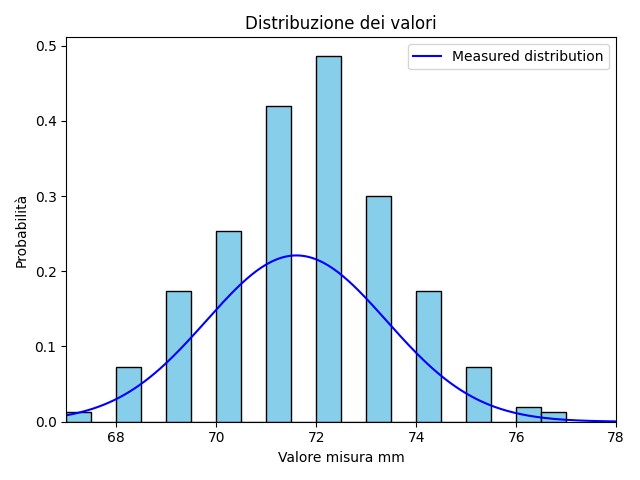 Distribuzione dei valori
Measured distribution
0.5
0.4
0.3
0.2
0.1
0.0
Probabilità
68 70 72 74 76 78
Valore misura mm